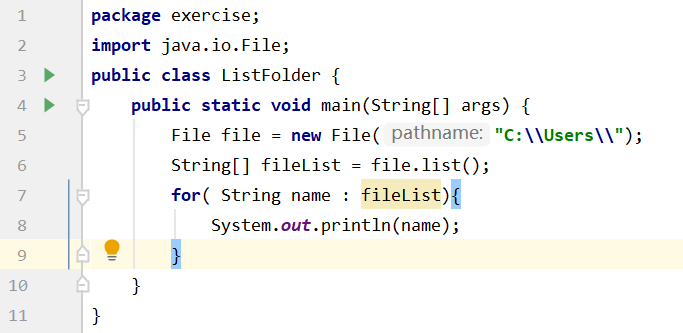 1 package exercise;
2 import java.io.File;
3 public class ListFolder {
4 public static void main(String[] args) {
5 File file = new File( pathname: "C:\\Users\\");
6 String[] fileList = file.list();
7 for( String name : fileList){
8 System.out.println(name);
9 }
10 }
11 }